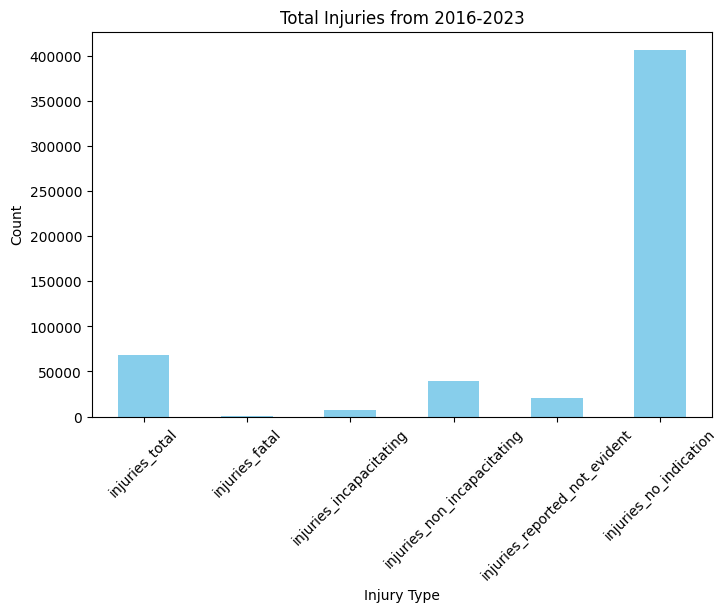 Total Injuries from 2016-2023
Count
400000
350000
300000
250000
200000
150000
100000
50000
0
injuries_total
injuries_fatal
injuries_incapacitating
injuries_non_incapacitating
injuries_reported_not_evident
injuries_no_indication
Injury Type